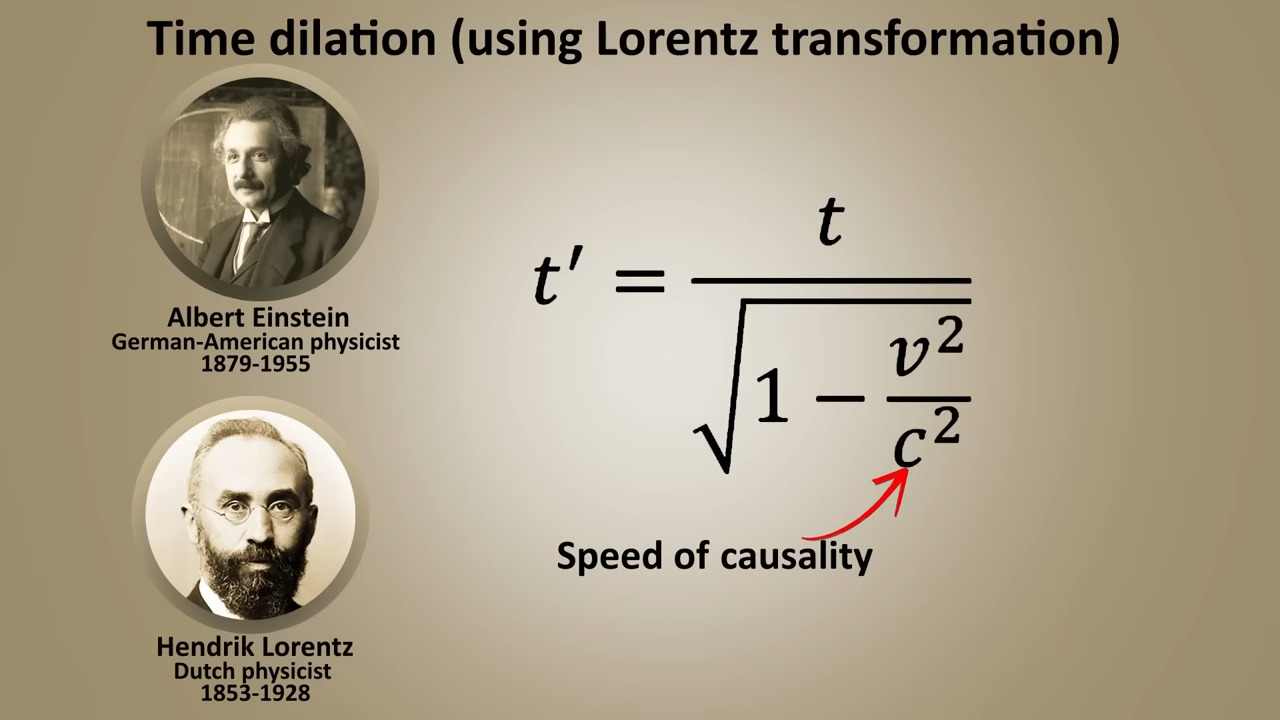 Time dilation (using Lorentz transformation)
Albert Einstein
German-American physicist
1879-1955
Hendrik Lorentz
Dutch physicist
1853-1928
t′ = t / √(1 − v²/c²)
Speed of causality